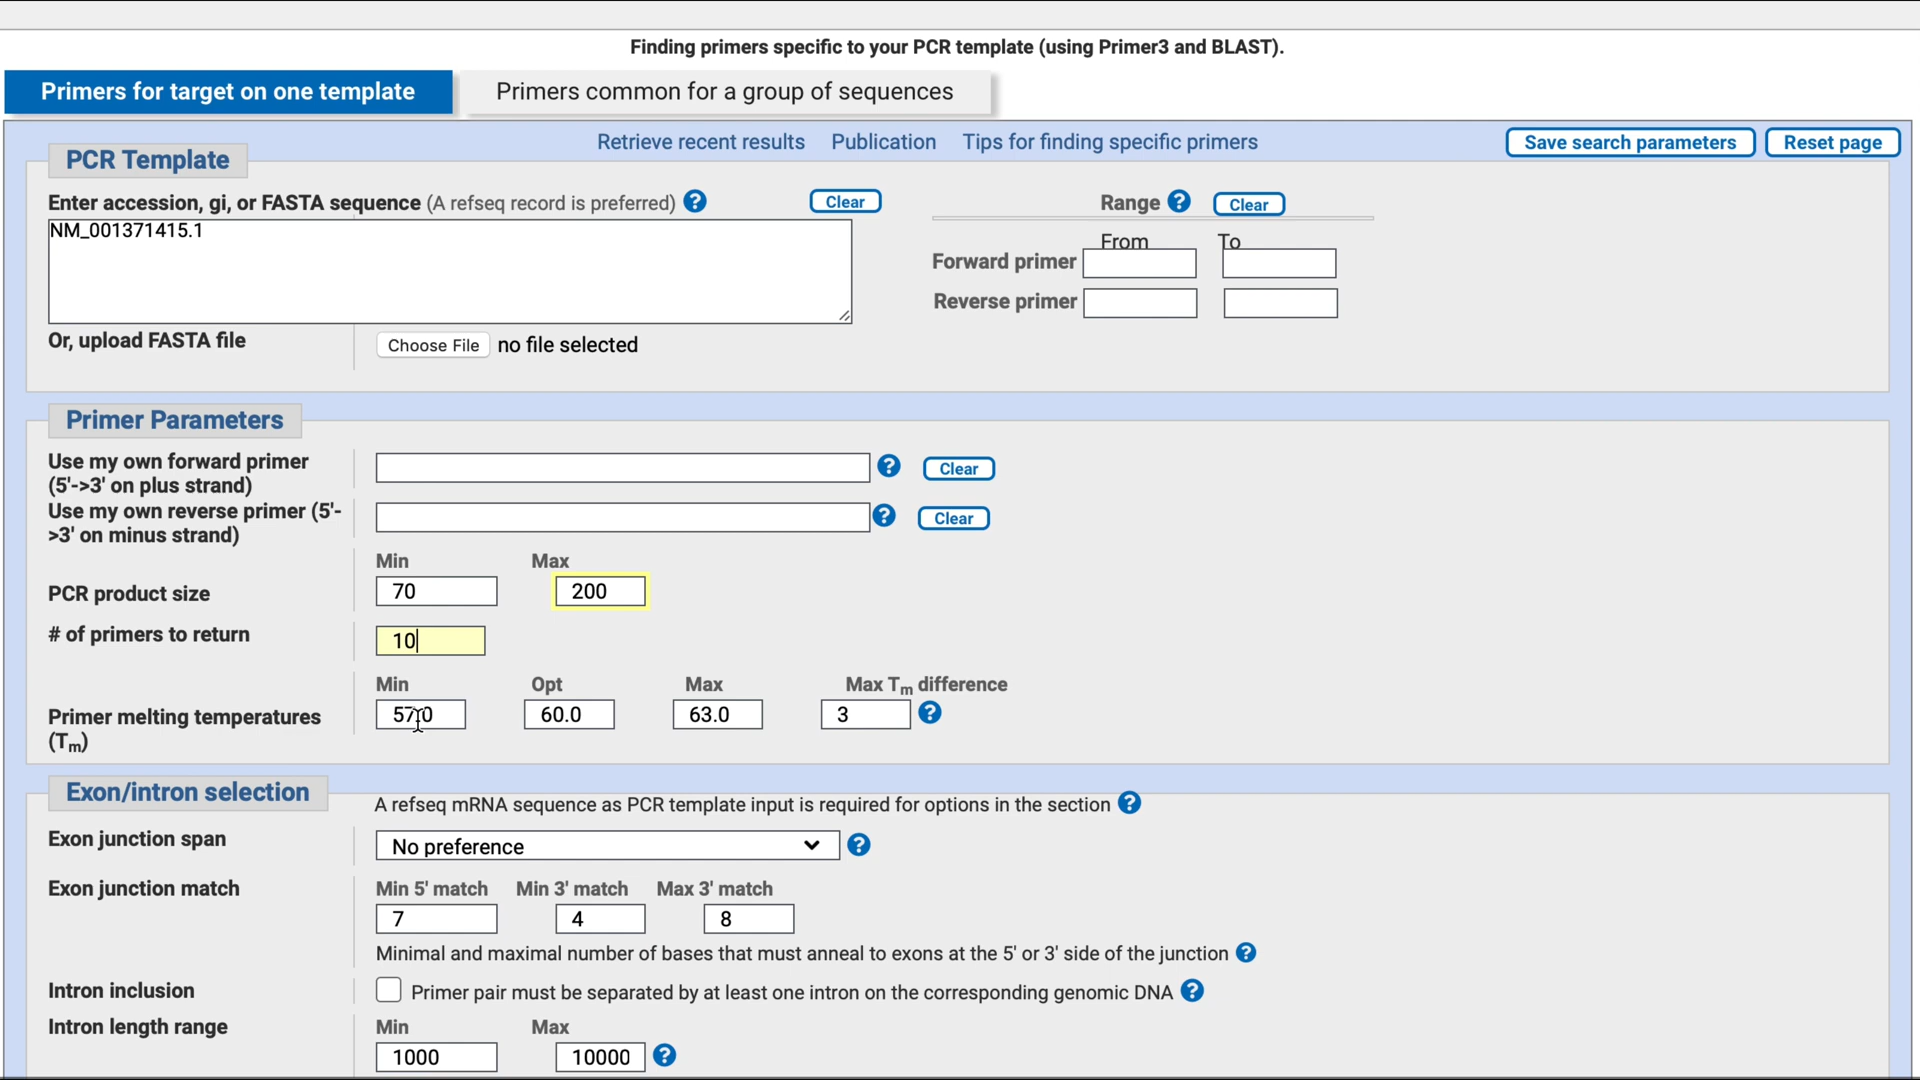 Finding primers specific to your PCR template (using Primer3 and BLAST).
Primers for target on one template
Primers common for a group of sequences
Retrieve recent results Publication Tips for finding specific primers
Save search parameters
Reset page
PCR Template
Enter accession, gi, or FASTA sequence (A refseq record is preferred) ?
Clear
Range ?
Clear
NM_001371415.1
From To
Forward primer
Reverse primer
Or, upload FASTA file
Choose File no file selected
Primer Parameters
Use my own forward primer
(5'->3' on plus strand)
? Clear
Use my own reverse primer (5'-
>3' on minus strand)
? Clear
Min Max
PCR product size 70 200
# of primers to return 10
Min Opt Max Max Tm difference
Primer melting temperatures
(Tm)
57.0 60.0 63.0 3 ?
Exon/intron selection
A refseq mRNA sequence as PCR template input is required for options in the section ?
Exon junction span No preference ?
Exon junction match Min 5' match Min 3' match Max 3' match
7 4 8
Minimal and maximal number of bases that must anneal to exons at the 5' or 3' side of the junction ?
Intron inclusion Primer pair must be separated by at least one intron on the corresponding genomic DNA ?
Intron length range Min Max
1000 10000 ?